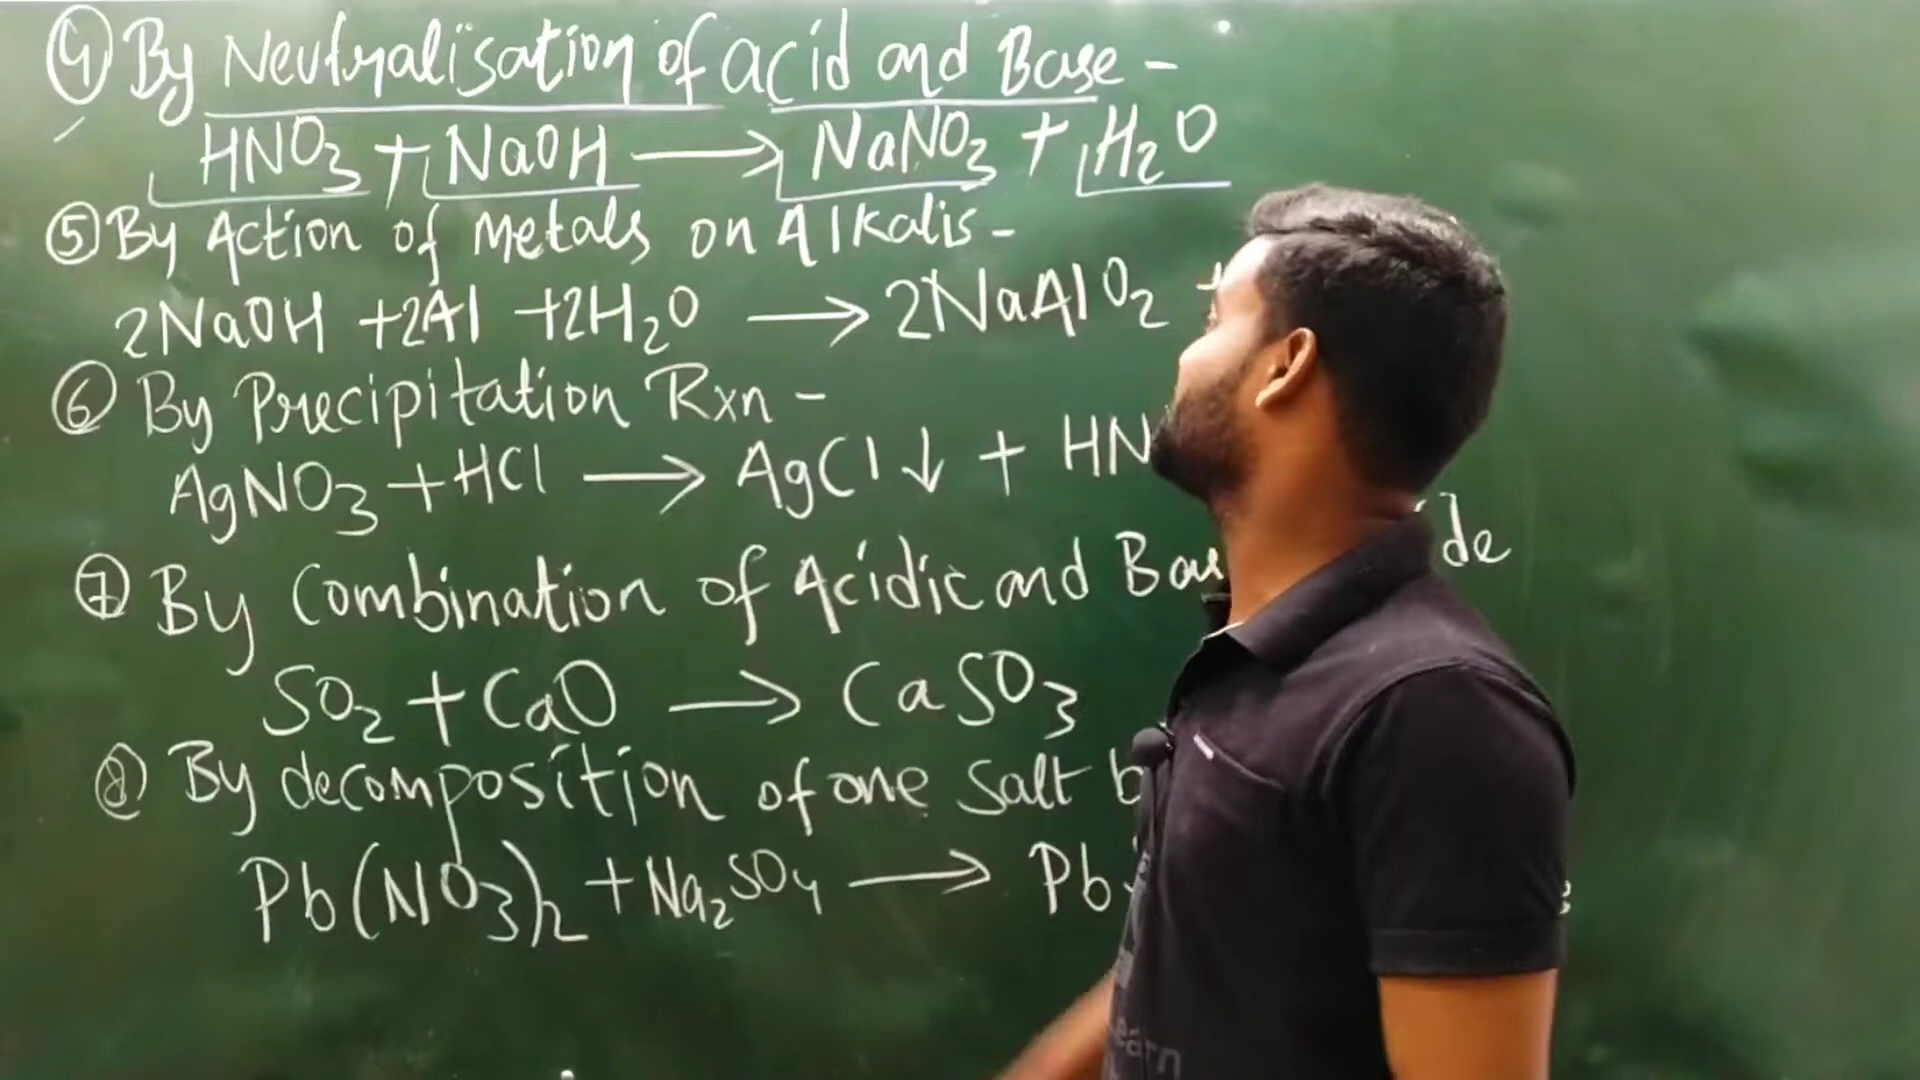 ④ By Neutralisation of acid and Base -
HNO₃ + NaOH ⟶ NaNO₃ + H₂O
⑤ By Action of Metals on Alkalis -
2NaOH + 2Al + 2H₂O ⟶ 2NaAlO₂ +
⑥ By Precipitation Rxn -
AgNO₃ + HCl ⟶ AgCl ↓ + HN
⑦ By Combination of Acidic and Bas de
SO₂ + CaO ⟶ CaSO₃
⑧ By decomposition of one Salt b
Pb(NO₃)₂ + Na₂SO₄ ⟶ Pb 3